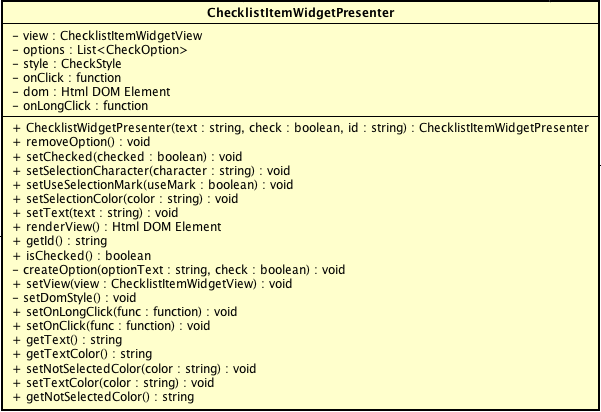 ChecklistItemWidgetPresenter
- view : ChecklistItemWidgetView
- options : List<CheckOption>
- style : CheckStyle
- onClick : function
- dom : Html DOM Element
- onLongClick : function
+ ChecklistWidgetPresenter(text : string, check : boolean, id : string) : ChecklistItemWidgetPresenter
+ removeOption() : void
+ setChecked(checked : boolean) : void
+ setSelectionCharacter(character : string) : void
+ setUseSelectionMark(useMark : boolean) : void
+ setSelectionColor(color : string) : void
+ setText(text : string) : void
+ renderView() : Html DOM Element
+ getId() : string
+ isChecked() : boolean
- createOption(optionText : string, check : boolean) : void
+ setView(view : ChecklistItemWidgetView) : void
- setDomStyle() : void
+ setOnLongClick(func : function) : void
+ setOnClick(func : function) : void
+ getText() : string
+ getTextColor() : string
+ setNotSelectedColor(color : string) : void
+ setTextColor(color : string) : void
+ getNotSelectedColor() : string